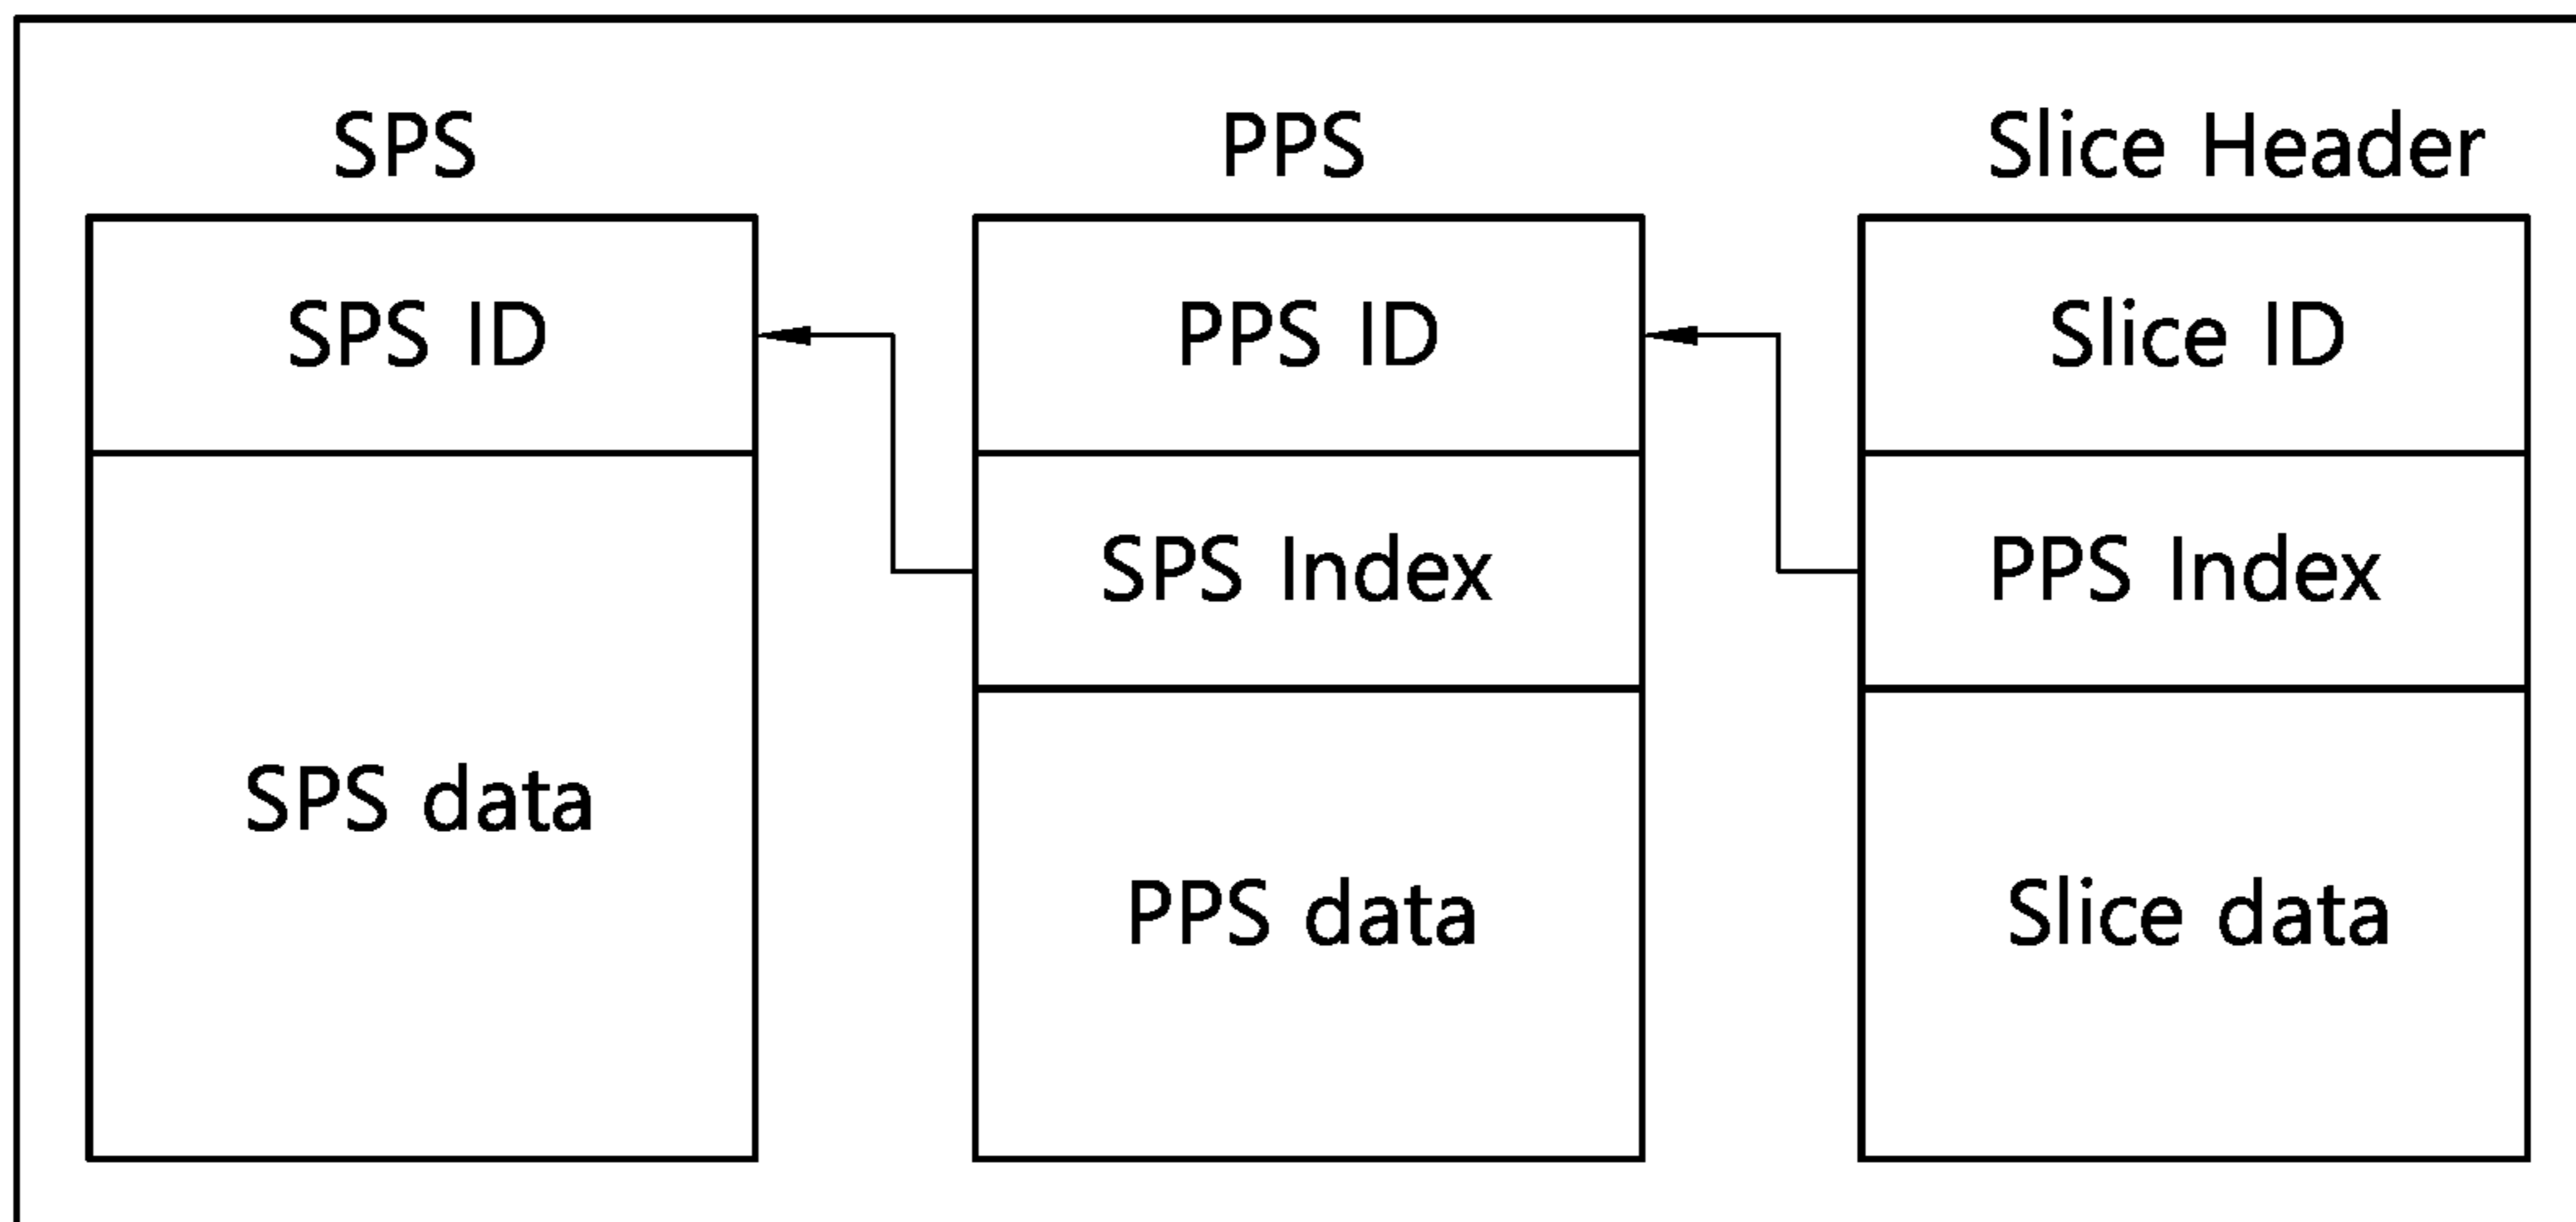 SPS
SPS ID
SPS data
PPS
PPS ID
SPS Index
PPS data
Slice Header
Slice ID
PPS Index
Slice data